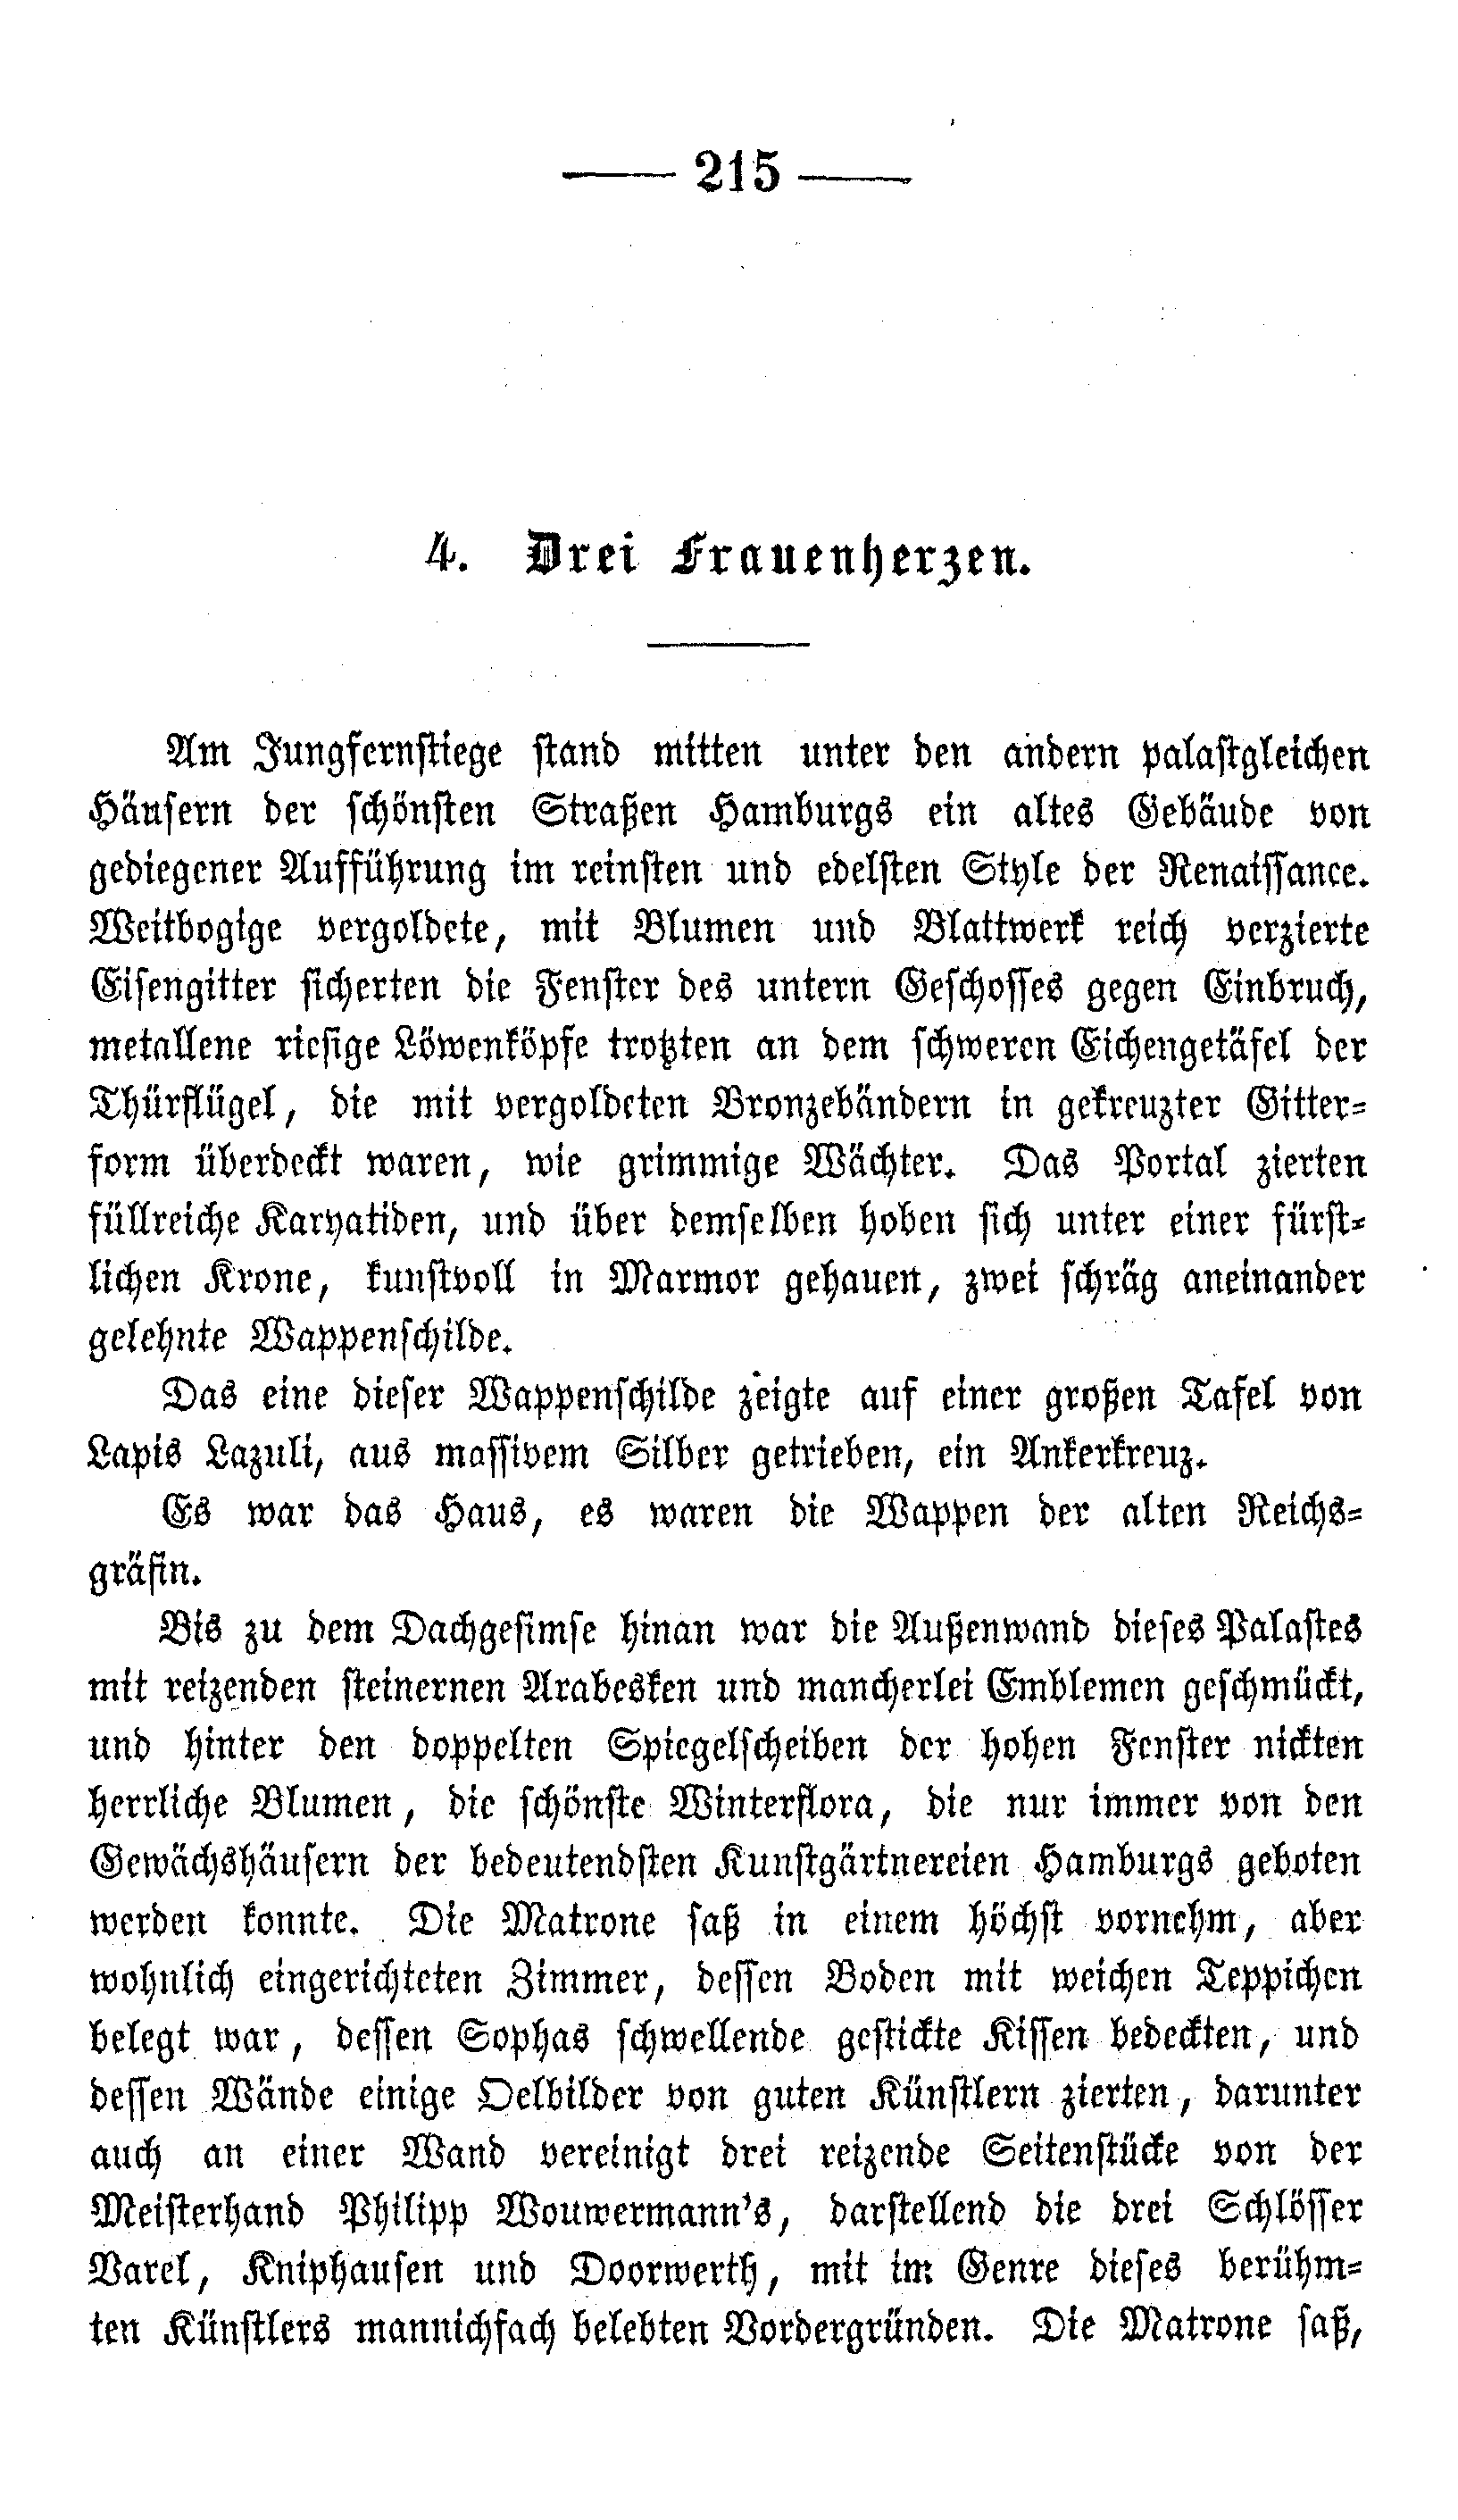 — 215 —
4. Drei Frauenherzen.
Am Jungfernstiege stand mitten unter den andern palastgleichen
Häusern der schönsten Straßen Hamburgs ein altes Gebäude von
gediegener Aufführung im reinsten und edelsten Style der Renaissance.
Weitbogige vergoldete, mit Blumen und Blattwerk reich verzierte
Eisengitter sicherten die Fenster des untern Geschosses gegen Einbruch,
metallene riesige Löwenköpfe trotzten an dem schweren Eichengetäfel der
Thürflügel, die mit vergoldeten Bronzebändern in gekreuzter Gitter-
form überdeckt waren, wie grimmige Wächter. Das Portal zierten
füllreiche Karyatiden, und über demselben hoben sich unter einer fürst-
lichen Krone, kunstvoll in Marmor gehauen, zwei schräg aneinander
gelehnte Wappenschilde.
Das eine dieser Wappenschilde zeigte auf einer großen Tafel von
Lapis Lazuli, aus massivem Silber getrieben, ein Ankerkreuz.
Es war das Haus, es waren die Wappen der alten Reichs-
gräfin.
Bis zu dem Dachgesimse hinan war die Außenwand dieses Palastes
mit reizenden steinernen Arabesken und mancherlei Emblemen geschmückt,
und hinter den doppelten Spiegelscheiben der hohen Fenster nickten
herrliche Blumen, die schönste Winterflora, die nur immer von den
Gewächshäusern der bedeutendsten Kunstgärtnereien Hamburgs geboten
werden konnte. Die Matrone saß in einem höchst vornehm, aber
wohnlich eingerichteten Zimmer, dessen Boden mit weichen Teppichen
belegt war, dessen Sophas schwellende gestickte Kissen bedeckten, und
dessen Wände einige Oelbilder von guten Künstlern zierten, darunter
auch an einer Wand vereinigt drei reizende Seitenstücke von der
Meisterhand Philipp Wouwermann's, darstellend die drei Schlösser
Varel, Kniphausen und Doorwerth, mit im Genre dieses berühm-
ten Künstlers mannichfach belebten Vordergründen. Die Matrone saß,